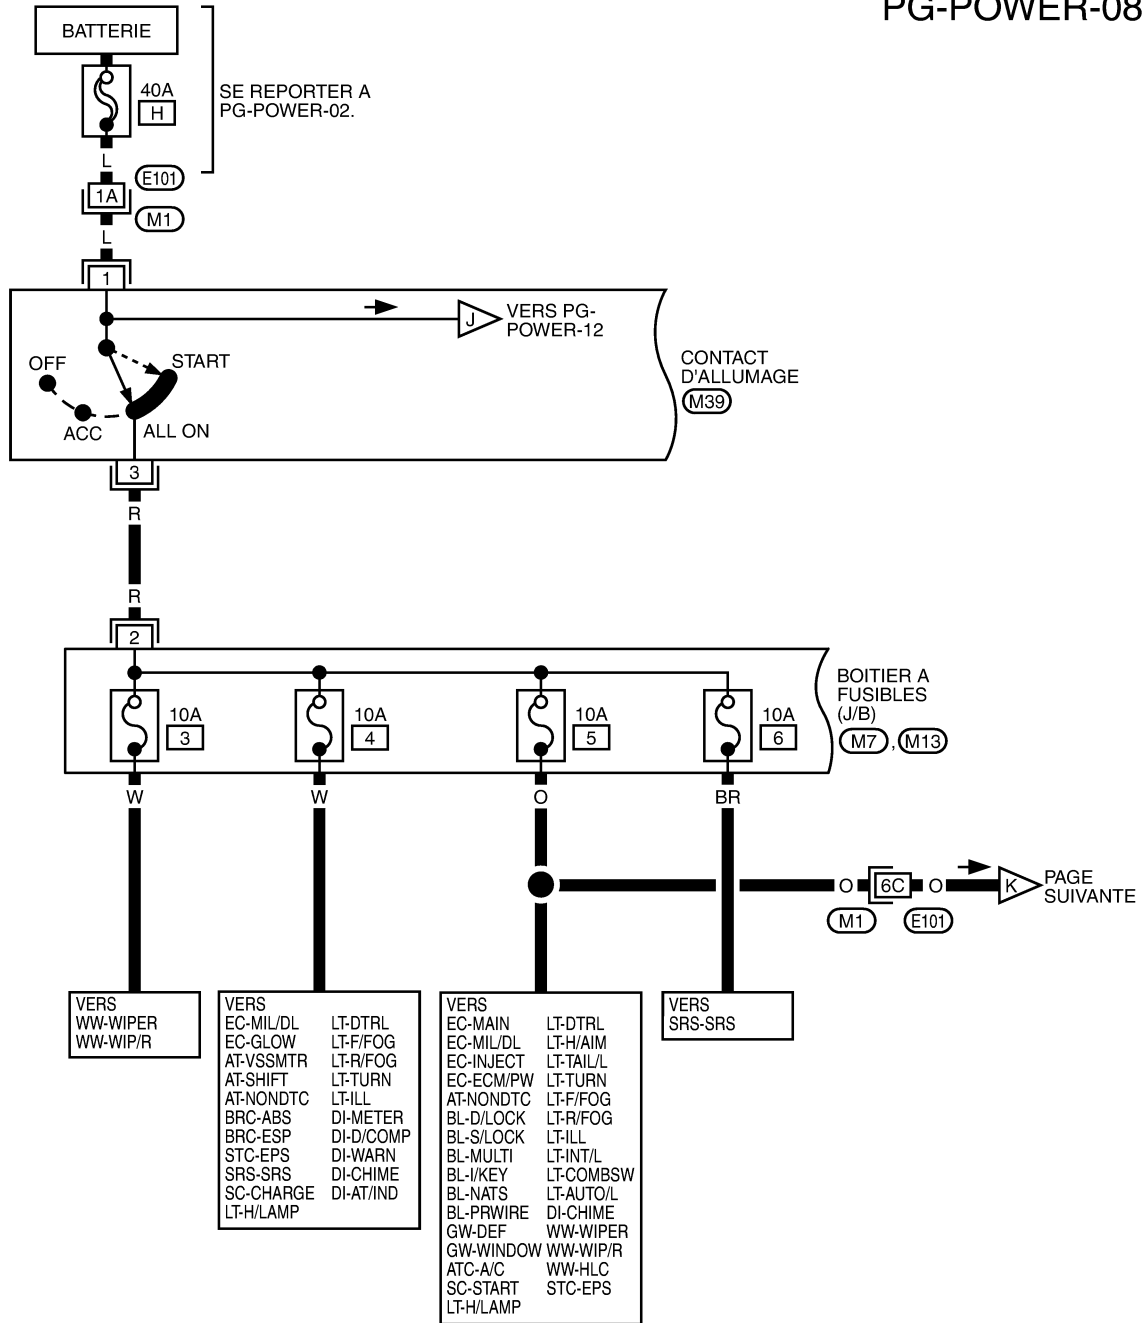 PG-POWER-08
BATTERIE
40A
H
SE REPORTER A
PG-POWER-02.
L
E101
1A
M1
L
1
J
VERS PG-
POWER-12
OFF
START
ACC
ALL ON
CONTACT
D'ALLUMAGE
M39
3
R
R
2
10A
3
10A
4
10A
5
10A
6
BOITIER A
FUSIBLES
(J/B)
M7 , M13
W
W
O
BR
O
6C
O
K
PAGE
SUIVANTE
M1
E101
VERS
WW-WIPER
WW-WIP/R
VERS
EC-MIL/DL LT-DTRL
EC-GLOW LT-F/FOG
AT-VSSMTR LT-R/FOG
AT-SHIFT LT-TURN
AT-NONDTC LT-ILL
BRC-ABS DI-METER
BRC-ESP DI-D/COMP
STC-EPS DI-WARN
SRS-SRS DI-CHIME
SC-CHARGE DI-AT/IND
LT-H/LAMP
VERS
EC-MAIN LT-DTRL
EC-MIL/DL LT-H/AIM
EC-INJECT LT-TAIL/L
EC-ECM/PW LT-TURN
AT-NONDTC LT-F/FOG
BL-D/LOCK LT-R/FOG
BL-S/LOCK LT-ILL
BL-MULTI LT-INT/L
BL-I/KEY LT-COMBSW
BL-NATS LT-AUTO/L
BL-PRWIRE DI-CHIME
GW-DEF WW-WIPER
GW-WINDOW WW-WIP/R
ATC-A/C WW-HLC
SC-START STC-EPS
LT-H/LAMP
VERS
SRS-SRS